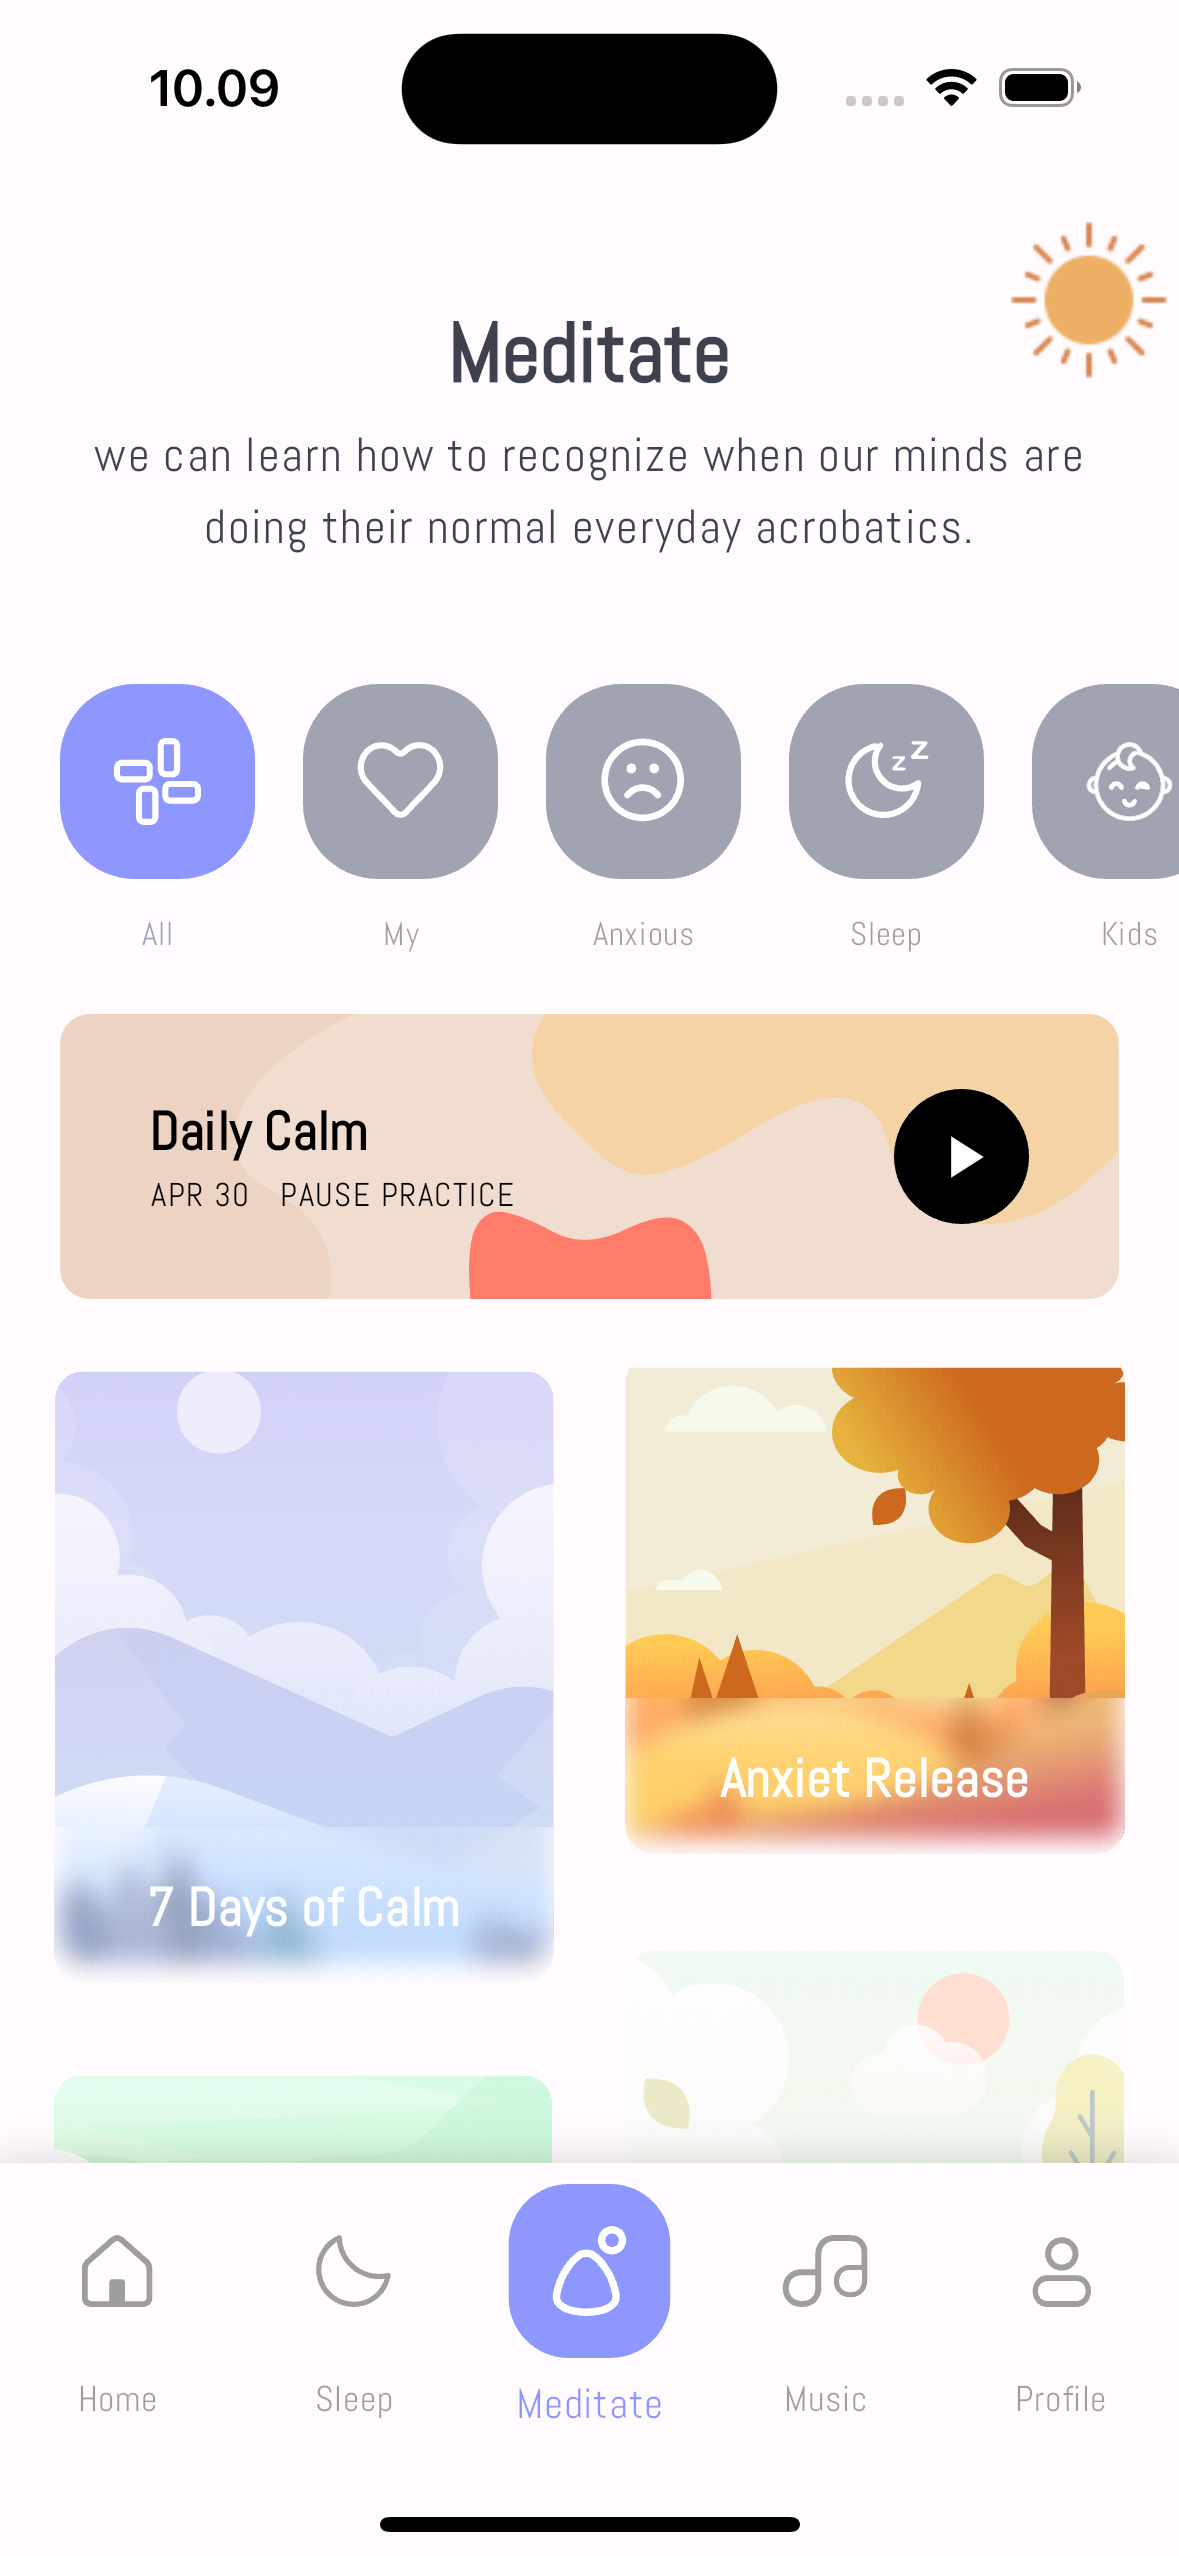 10.09
Meditate
we can learn how to recognize when our minds are
doing their normal everyday acrobatics.
All
My
Anxious
Sleep
Kids
Daily Calm
APR 30 PAUSE PRACTICE
7 Days of Calm
Anxiet Release
Home
Sleep
Meditate
Music
Profile